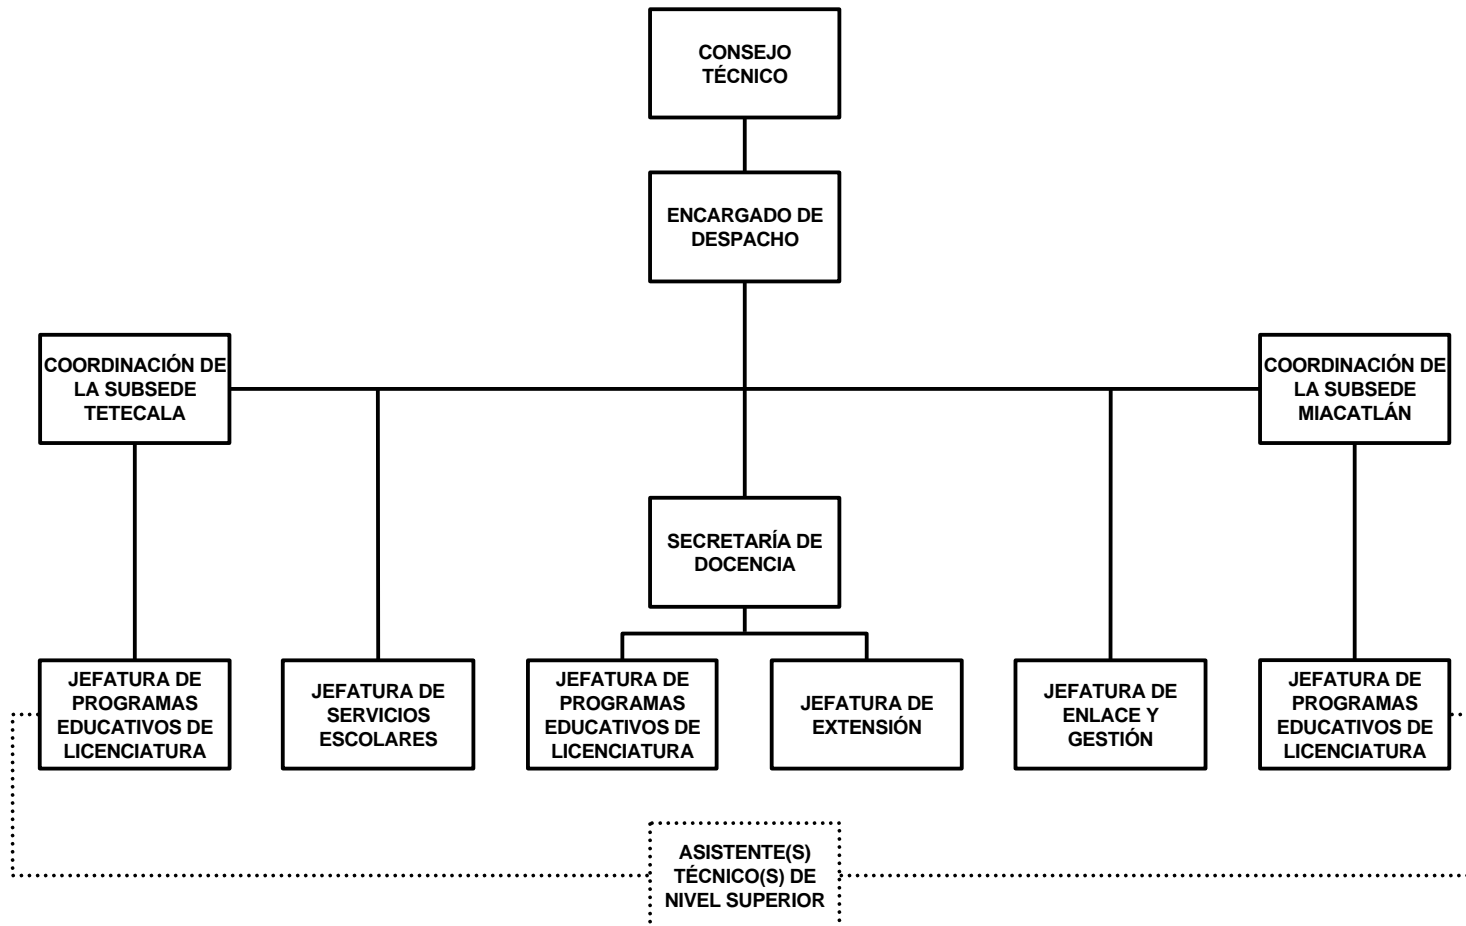 CONSEJO
TÉCNICO
ENCARGADO DE
DESPACHO
COORDINACIÓN DE
LA SUBSEDE
TETECALA
COORDINACIÓN DE
LA SUBSEDE
MIACATLÁN
SECRETARÍA DE
DOCENCIA
JEFATURA DE
PROGRAMAS
EDUCATIVOS DE
LICENCIATURA
JEFATURA DE
SERVICIOS
ESCOLARES
JEFATURA DE
PROGRAMAS
EDUCATIVOS DE
LICENCIATURA
JEFATURA DE
EXTENSIÓN
JEFATURA DE
ENLACE Y
GESTIÓN
JEFATURA DE
PROGRAMAS
EDUCATIVOS DE
LICENCIATURA
ASISTENTE(S)
TÉCNICO(S) DE
NIVEL SUPERIOR